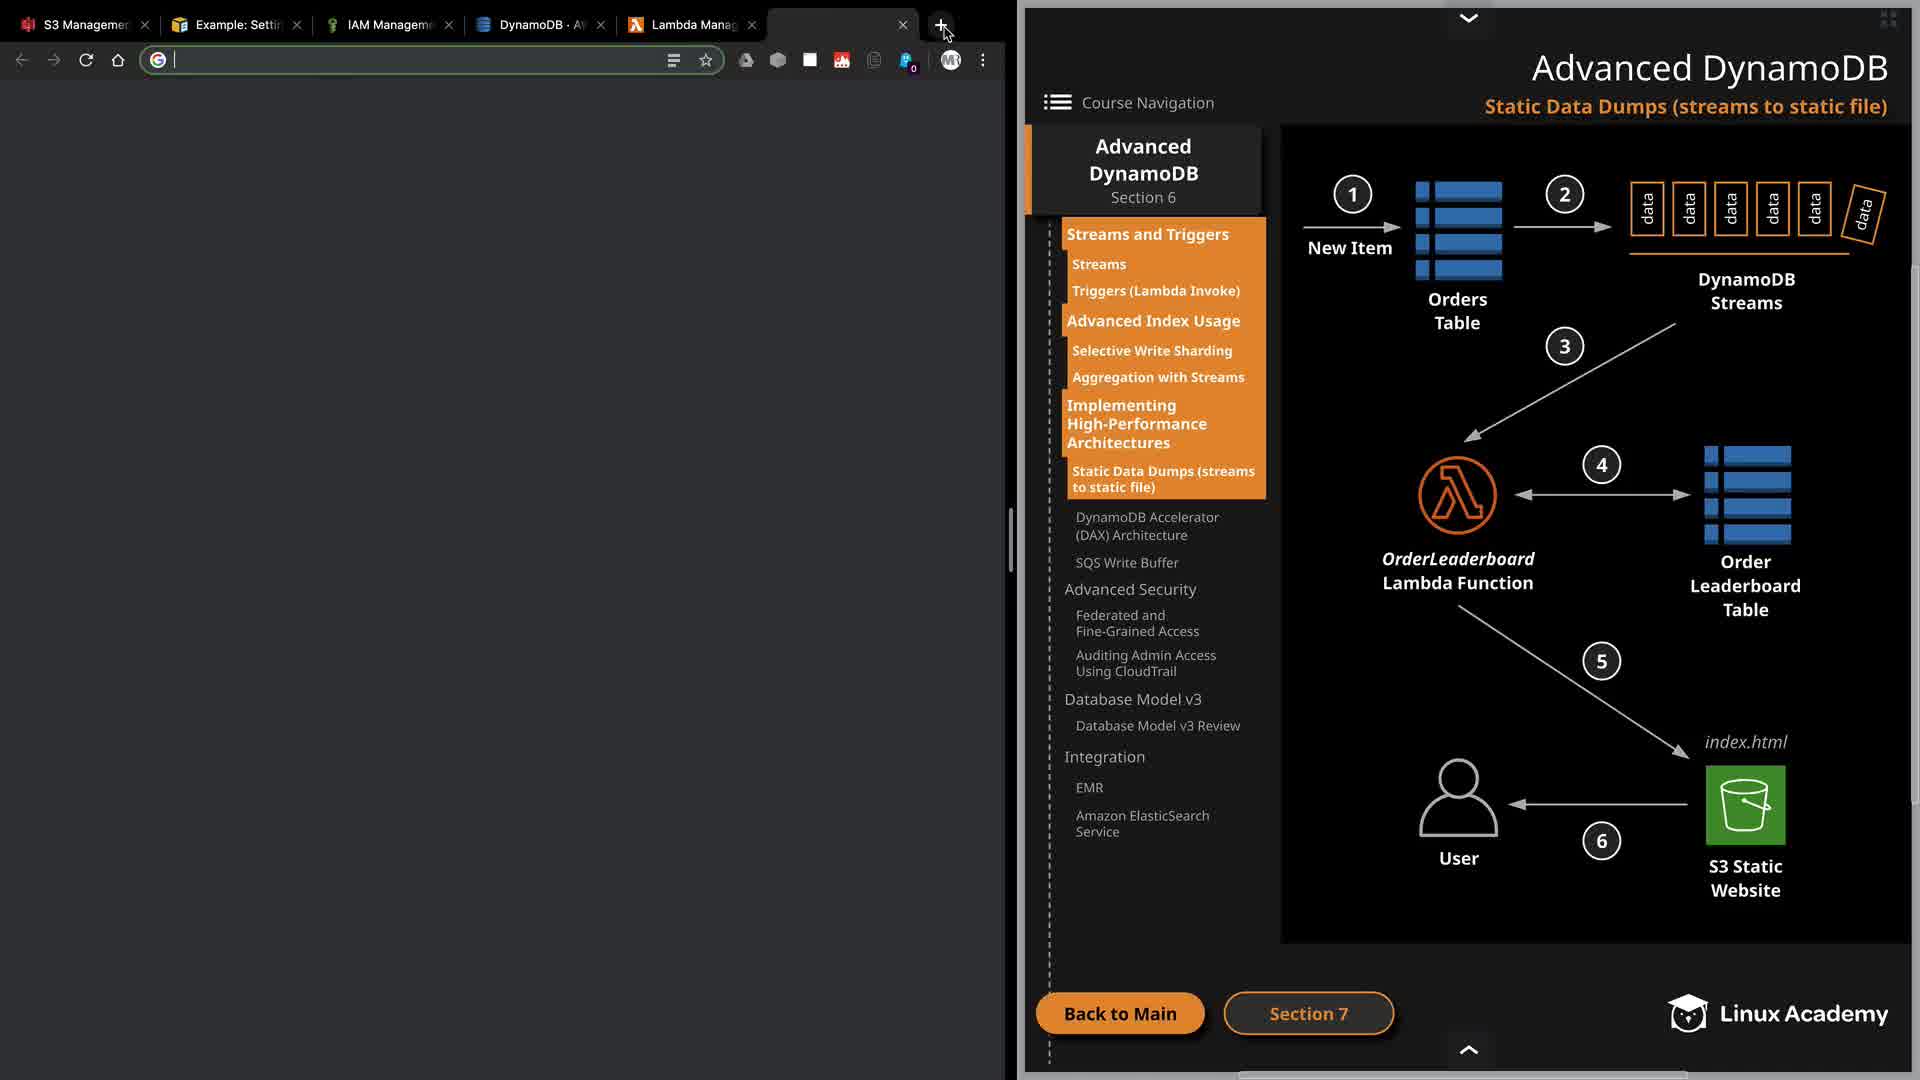 S3 Managemen
Example: Settin
IAM Manageme
DynamoDB · AW
Lambda Manag
0
Advanced DynamoDB
Static Data Dumps (streams to static file)
Course Navigation
Advanced
DynamoDB
Section 6
Streams and Triggers
Streams
Triggers (Lambda Invoke)
Advanced Index Usage
Selective Write Sharding
Aggregation with Streams
Implementing
High-Performance
Architectures
Static Data Dumps (streams
to static file)
DynamoDB Accelerator
(DAX) Architecture
SQS Write Buffer
Advanced Security
Federated and
Fine-Grained Access
Auditing Admin Access
Using CloudTrail
Database Model v3
Database Model v3 Review
Integration
EMR
Amazon ElasticSearch
Service
1
New Item
Orders
Table
2
data
data
data
data
data
data
DynamoDB
Streams
3
OrderLeaderboard
Lambda Function
4
Order
Leaderboard
Table
5
index.html
S3 Static
Website
6
User
Back to Main
Section 7
Linux Academy